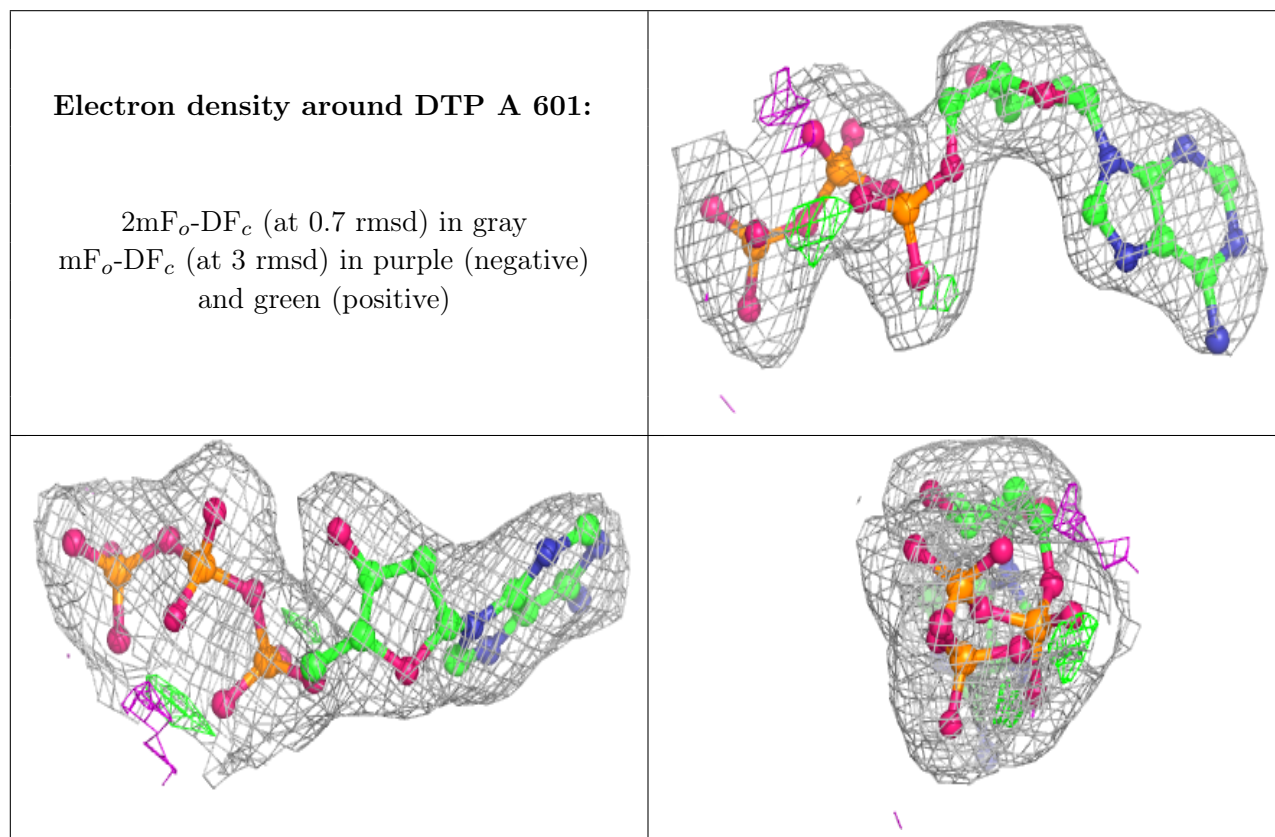 Electron density around DTP A 601:
2mFo-DFc (at 0.7 rmsd) in gray
mFo-DFc (at 3 rmsd) in purple (negative)
and green (positive)